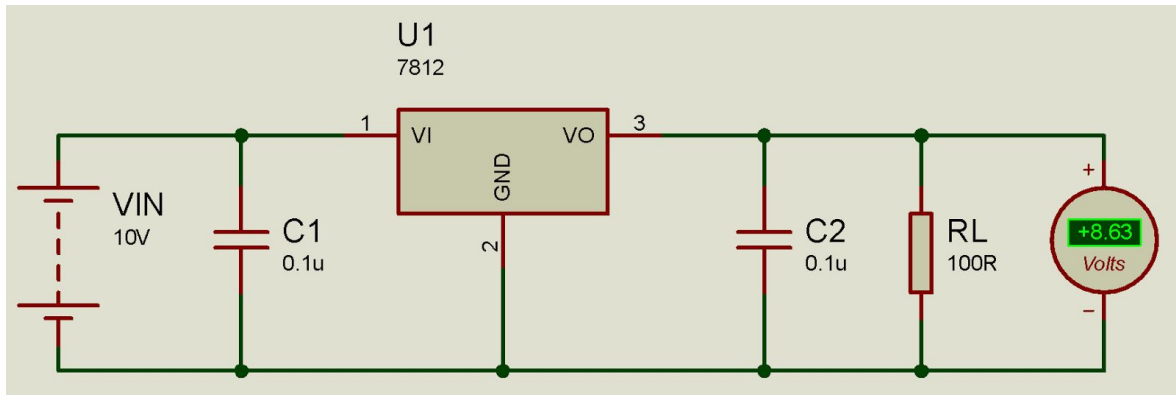 U1
7812
1
VI
VO
3
GND
2
VIN
10V
C1
0.1u
C2
0.1u
RL
100R
+
+8.63
Volts
−